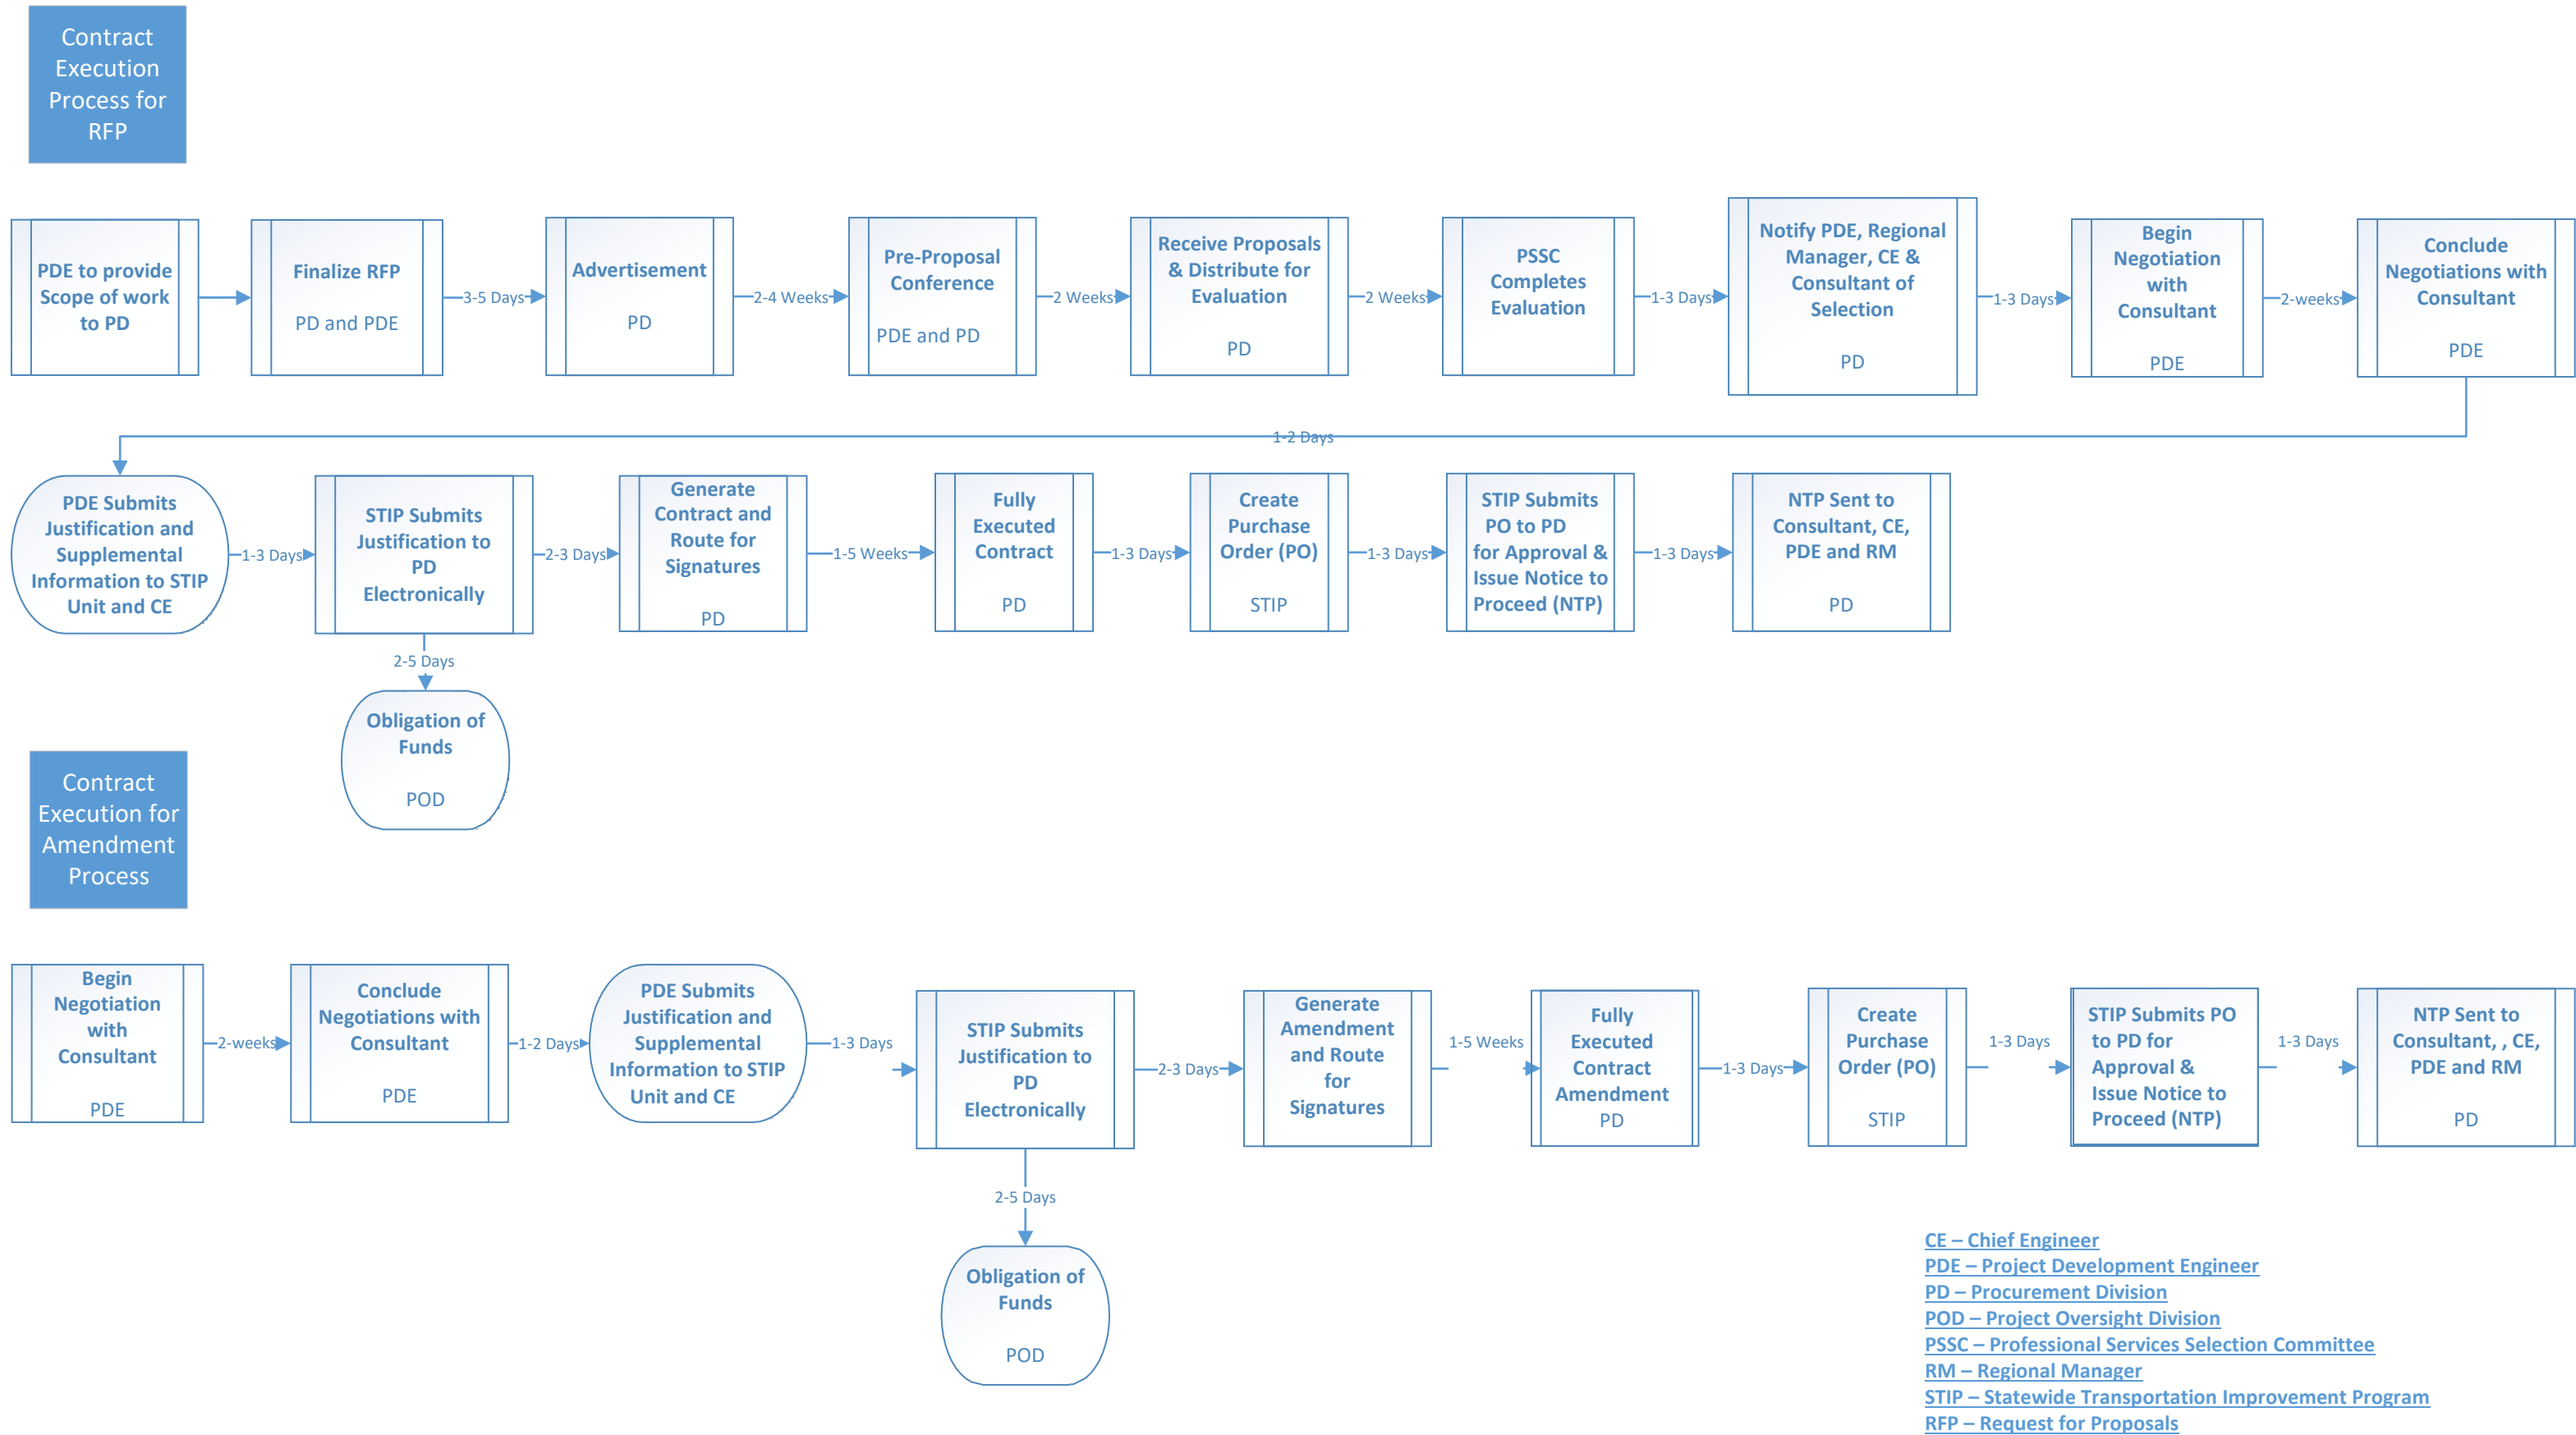 Contract
Execution
Process for
RFP
PDE to provide
Scope of work
to PD
Finalize RFP
PD and PDE
3-5 Days
Advertisement
PD
2-4 Weeks
Pre-Proposal
Conference
PDE and PD
2 Weeks
Receive Proposals
& Distribute for
Evaluation
PD
2 Weeks
PSSC
Completes
Evaluation
1-3 Days
Notify PDE, Regional
Manager, CE &
Consultant of
Selection
PD
1-3 Days
Begin
Negotiation
with
Consultant
PDE
2-weeks
Conclude
Negotiations with
Consultant
PDE
1-2 Days
PDE Submits
Justification and
Supplemental
Information to STIP
Unit and CE
1-3 Days
STIP Submits
Justification to
PD
Electronically
2-5 Days
Obligation of
Funds
POD
2-3 Days
Generate
Contract and
Route for
Signatures
PD
1-5 Weeks
Fully
Executed
Contract
PD
1-3 Days
Create
Purchase
Order (PO)
STIP
1-3 Days
STIP Submits
PO to PD
for Approval &
Issue Notice to
Proceed (NTP)
1-3 Days
NTP Sent to
Consultant, CE,
PDE and RM
PD
Contract
Execution for
Amendment
Process
Begin
Negotiation
with
Consultant
PDE
2-weeks
Conclude
Negotiations with
Consultant
PDE
1-2 Days
PDE Submits
Justification and
Supplemental
Information to STIP
Unit and CE
1-3 Days
STIP Submits
Justification to
PD
Electronically
2-5 Days
Obligation of
Funds
POD
2-3 Days
Generate
Amendment
and Route
for
Signatures
1-5 Weeks
Fully
Executed
Contract
Amendment
PD
1-3 Days
Create
Purchase
Order (PO)
STIP
1-3 Days
STIP Submits PO
to PD for
Approval &
Issue Notice to
Proceed (NTP)
1-3 Days
NTP Sent to
Consultant, , CE,
PDE and RM
PD
CE – Chief Engineer
PDE – Project Development Engineer
PD – Procurement Division
POD – Project Oversight Division
PSSC – Professional Services Selection Committee
RM – Regional Manager
STIP – Statewide Transportation Improvement Program
RFP – Request for Proposals